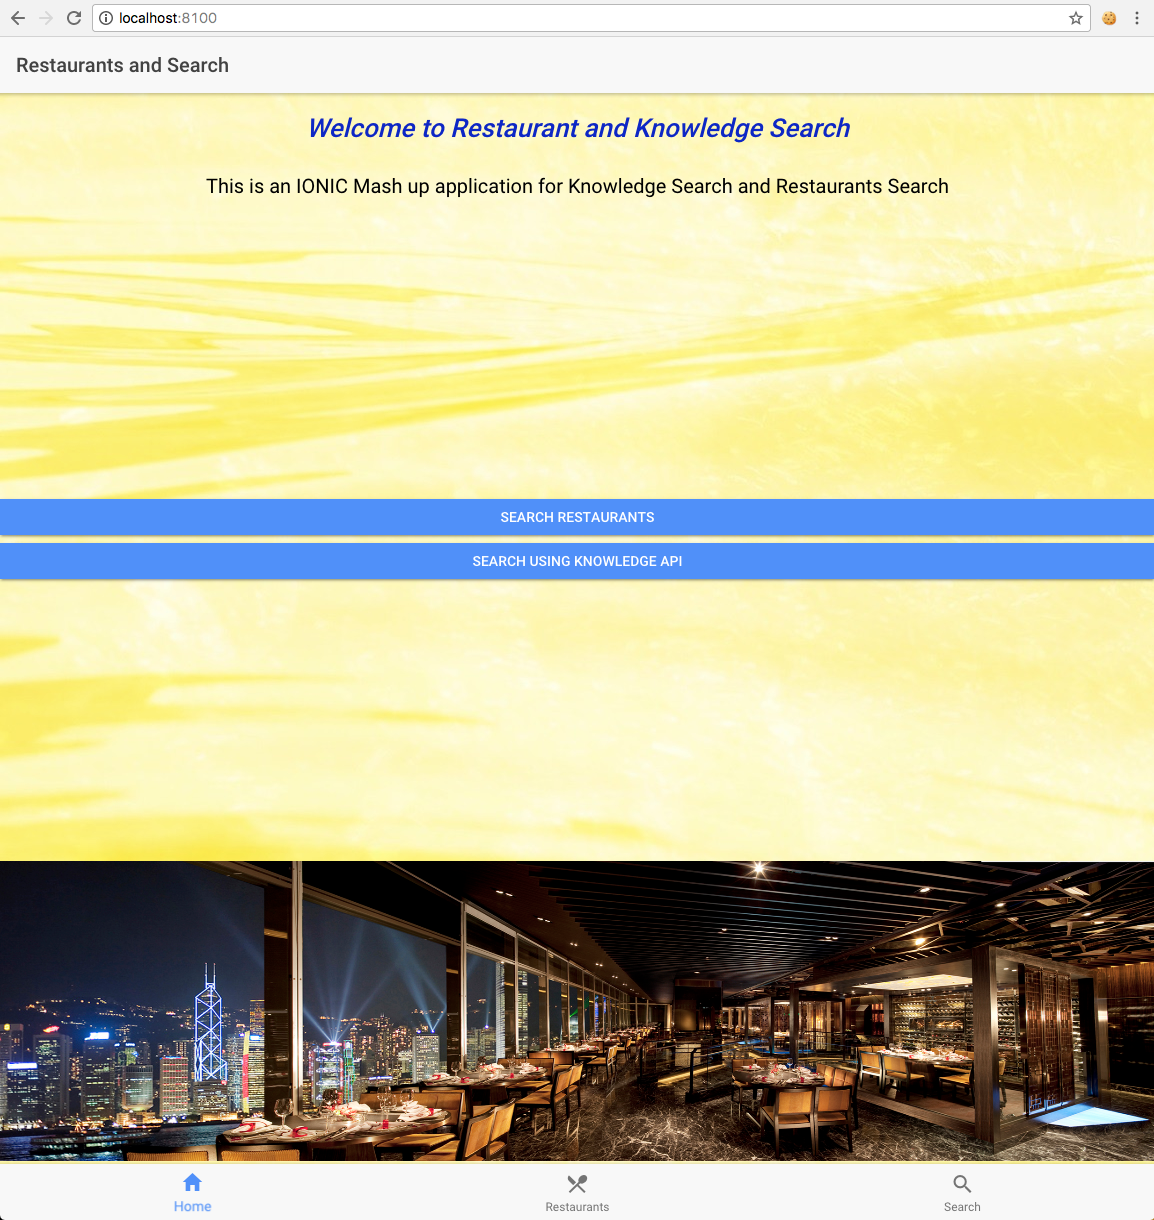 localhost:8100
Restaurants and Search
Welcome to Restaurant and Knowledge Search
This is an IONIC Mash up application for Knowledge Search and Restaurants Search
SEARCH RESTAURANTS
SEARCH USING KNOWLEDGE API
Home
Restaurants
Search